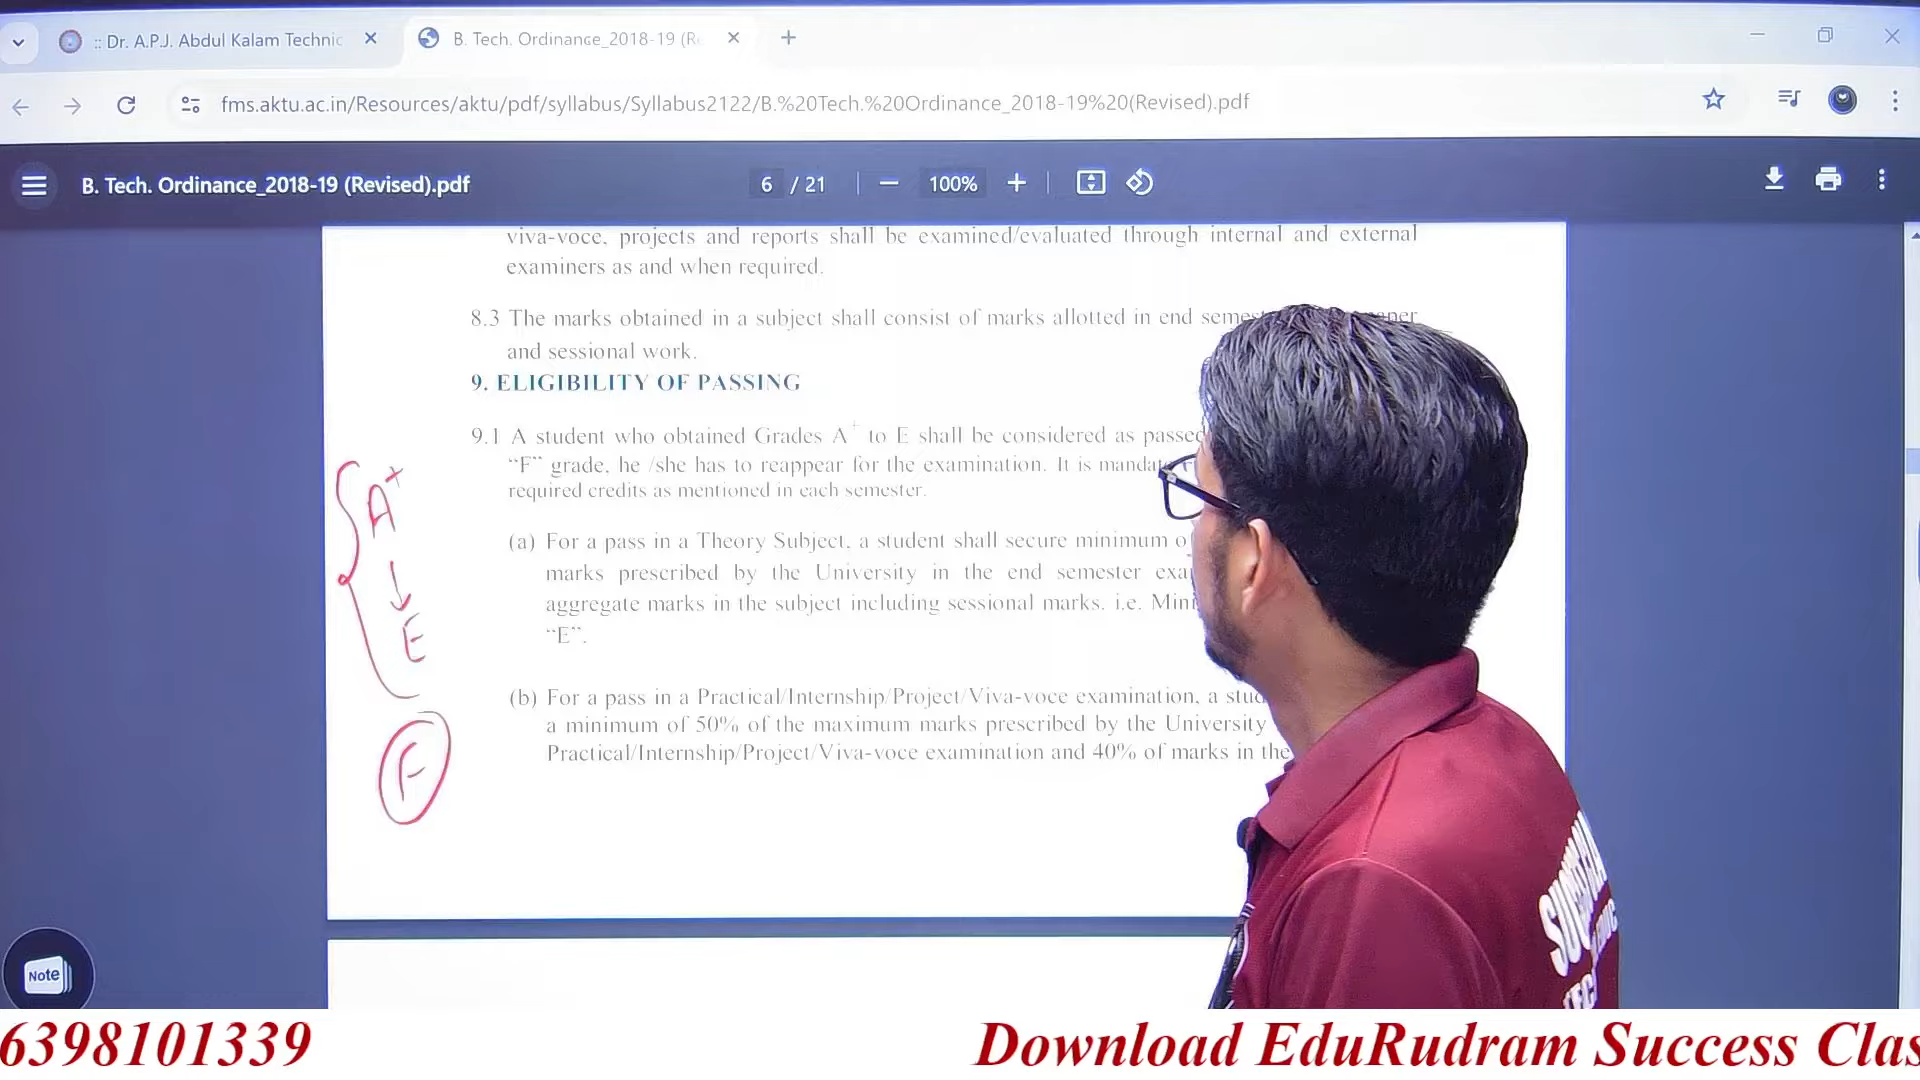 :: Dr. A.P.J. Abdul Kalam Technic
B. Tech. Ordinance_2018-19 (Re
fms.aktu.ac.in/Resources/aktu/pdf/syllabus/Syllabus2122/B.%20Tech.%20Ordinance_2018-19%20(Revised).pdf
B. Tech. Ordinance_2018-19 (Revised).pdf
6 / 21
100%
viva-voce, projects and reports shall be examined/evaluated through internal and external
examiners as and when required.
8.3 The marks obtained in a subject shall consist of marks allotted in end
and sessional work.
9. ELIGIBILITY OF PASSING
9.1 A student who obtained Grades A+ to E shall be considered as passed
"F" grade, he /she has to reappear for the examination. It is
required credits as mentioned in each semester.
(a) For a pass in a Theory Subject, a student shall secure minimum
marks prescribed by the University in the end semester
aggregate marks in the subject including sessional marks. i.e.
"E".
(b) For a pass in a Practical/Internship/Project/Viva-voce examination, a
a minimum of 50% of the maximum marks prescribed by the University
Practical/Internship/Project/Viva-voce examination and 40% of marks in the
A+
E
F
Note
6398101339
Download EduRudram Success Clas